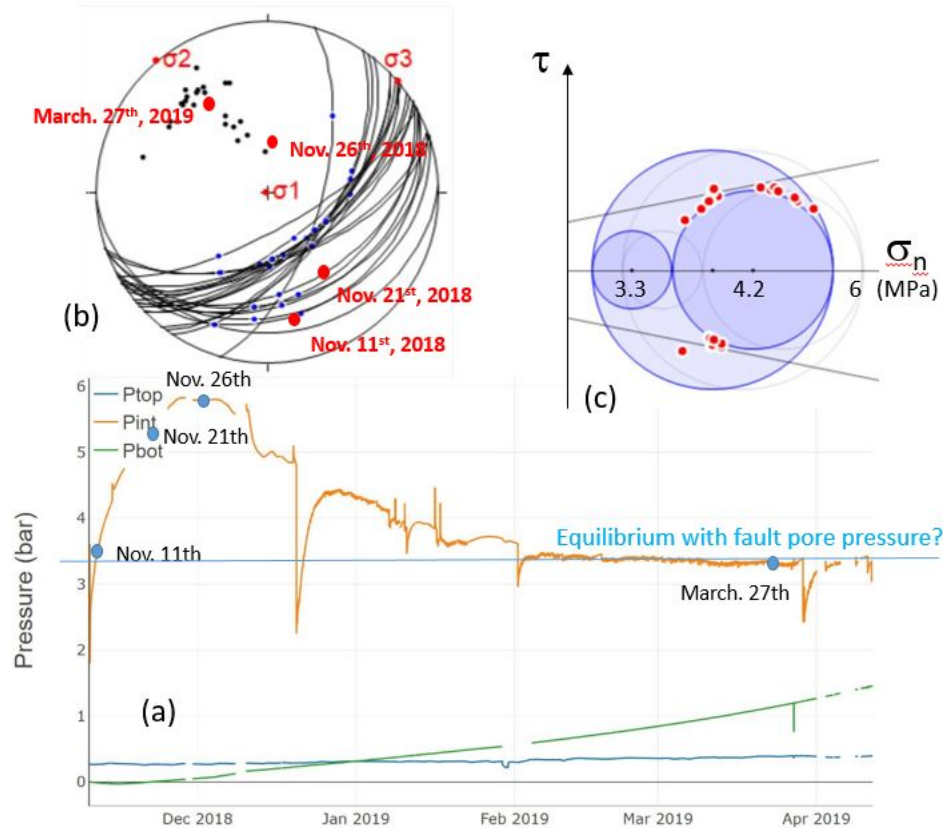 σ2
σ3
March. 27th, 2019
Nov. 26th, 2018
σ1
Nov. 21st, 2018
(b)
Nov. 11st, 2018
τ
σn
3.3
4.2
6
(MPa)
(c)
Pressure (bar)
6
5
4
3
2
1
0
Ptop
Pint
Pbot
Nov. 26th
Nov. 21th
Nov. 11th
Equilibrium with fault pore pressure?
March. 27th
(a)
Dec 2018
Jan 2019
Feb 2019
Mar 2019
Apr 2019